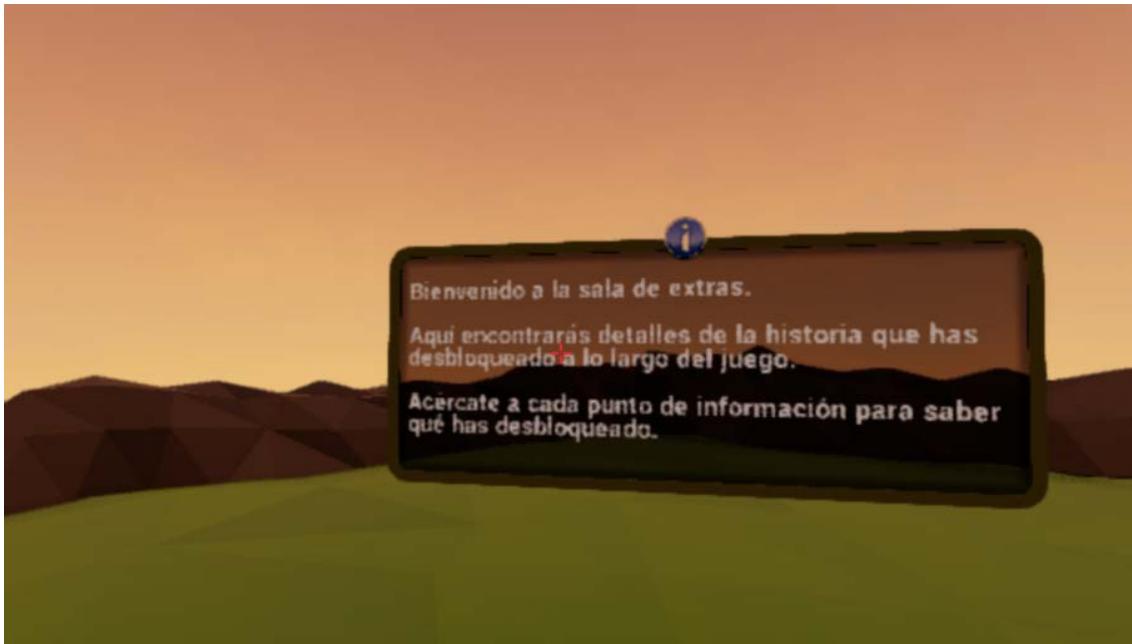 i
Bienvenido a la sala de extras.
Aquí encontrarás detalles de la historia que has
desbloqueado a lo largo del juego.
Acércate a cada punto de información para saber
qué has desbloqueado.